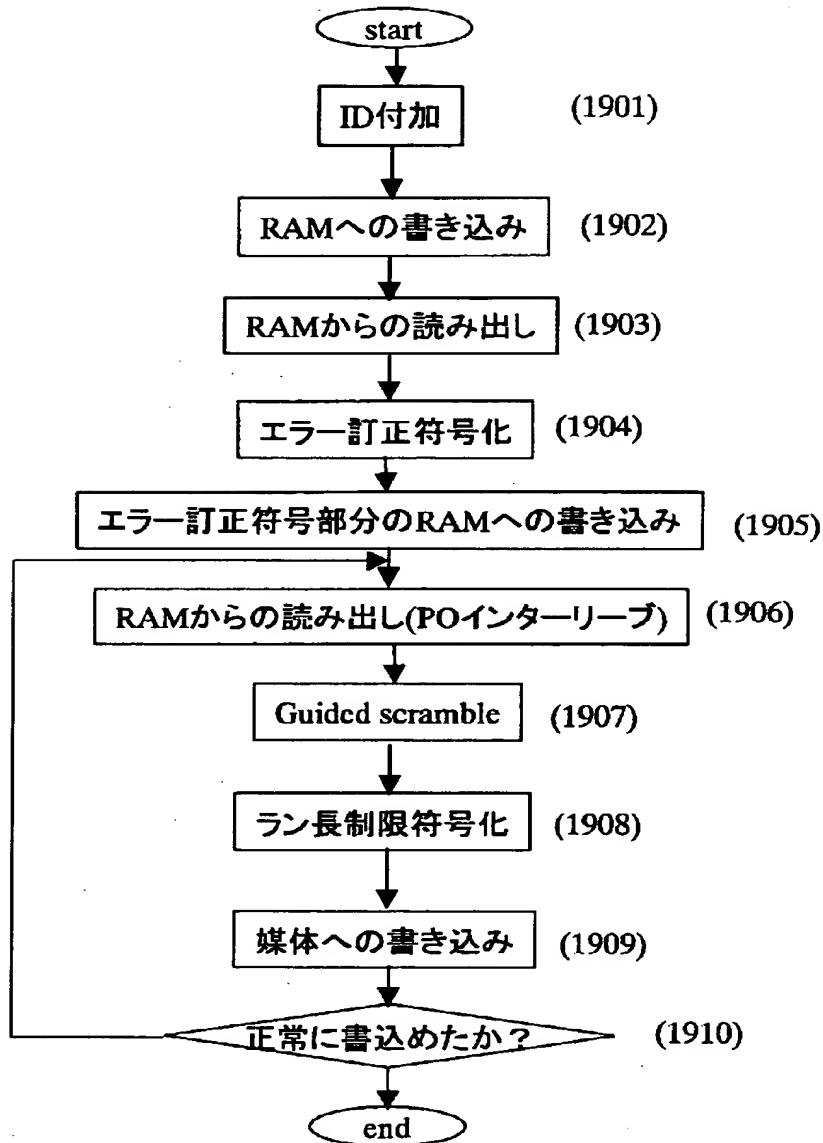 start
ID付加 (1901)
RAMへの書き込み (1902)
RAMからの読み出し (1903)
エラー訂正符号化 (1904)
エラー訂正符号部分のRAMへの書き込み (1905)
RAMからの読み出し(POインターリーブ) (1906)
Guided scramble (1907)
ラン長制限符号化 (1908)
媒体への書き込み (1909)
正常に書込めたか？ (1910)
end